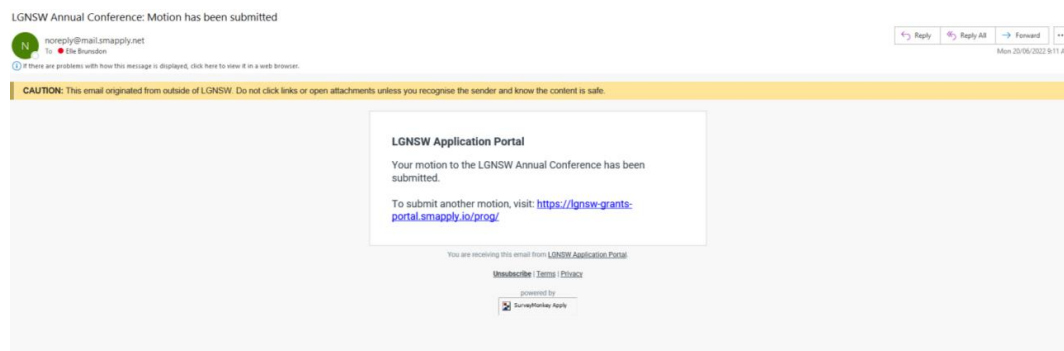 LGNSW Annual Conference: Motion has been submitted
N
noreply@mail.smapply.net
To Elle Brunsdon
Reply Reply All Forward
Mon 20/06/2022 9:11 A
If there are problems with how this message is displayed, click here to view it in a web browser.
CAUTION: This email originated from outside of LGNSW. Do not click links or open attachments unless you recognise the sender and know the content is safe.
LGNSW Application Portal
Your motion to the LGNSW Annual Conference has been
submitted.
To submit another motion, visit: https://lgnsw-grants-
portal.smapply.io/prog/
You are receiving this email from LGNSW Application Portal.
Unsubscribe | Terms | Privacy
powered by
SurveyMonkey Apply